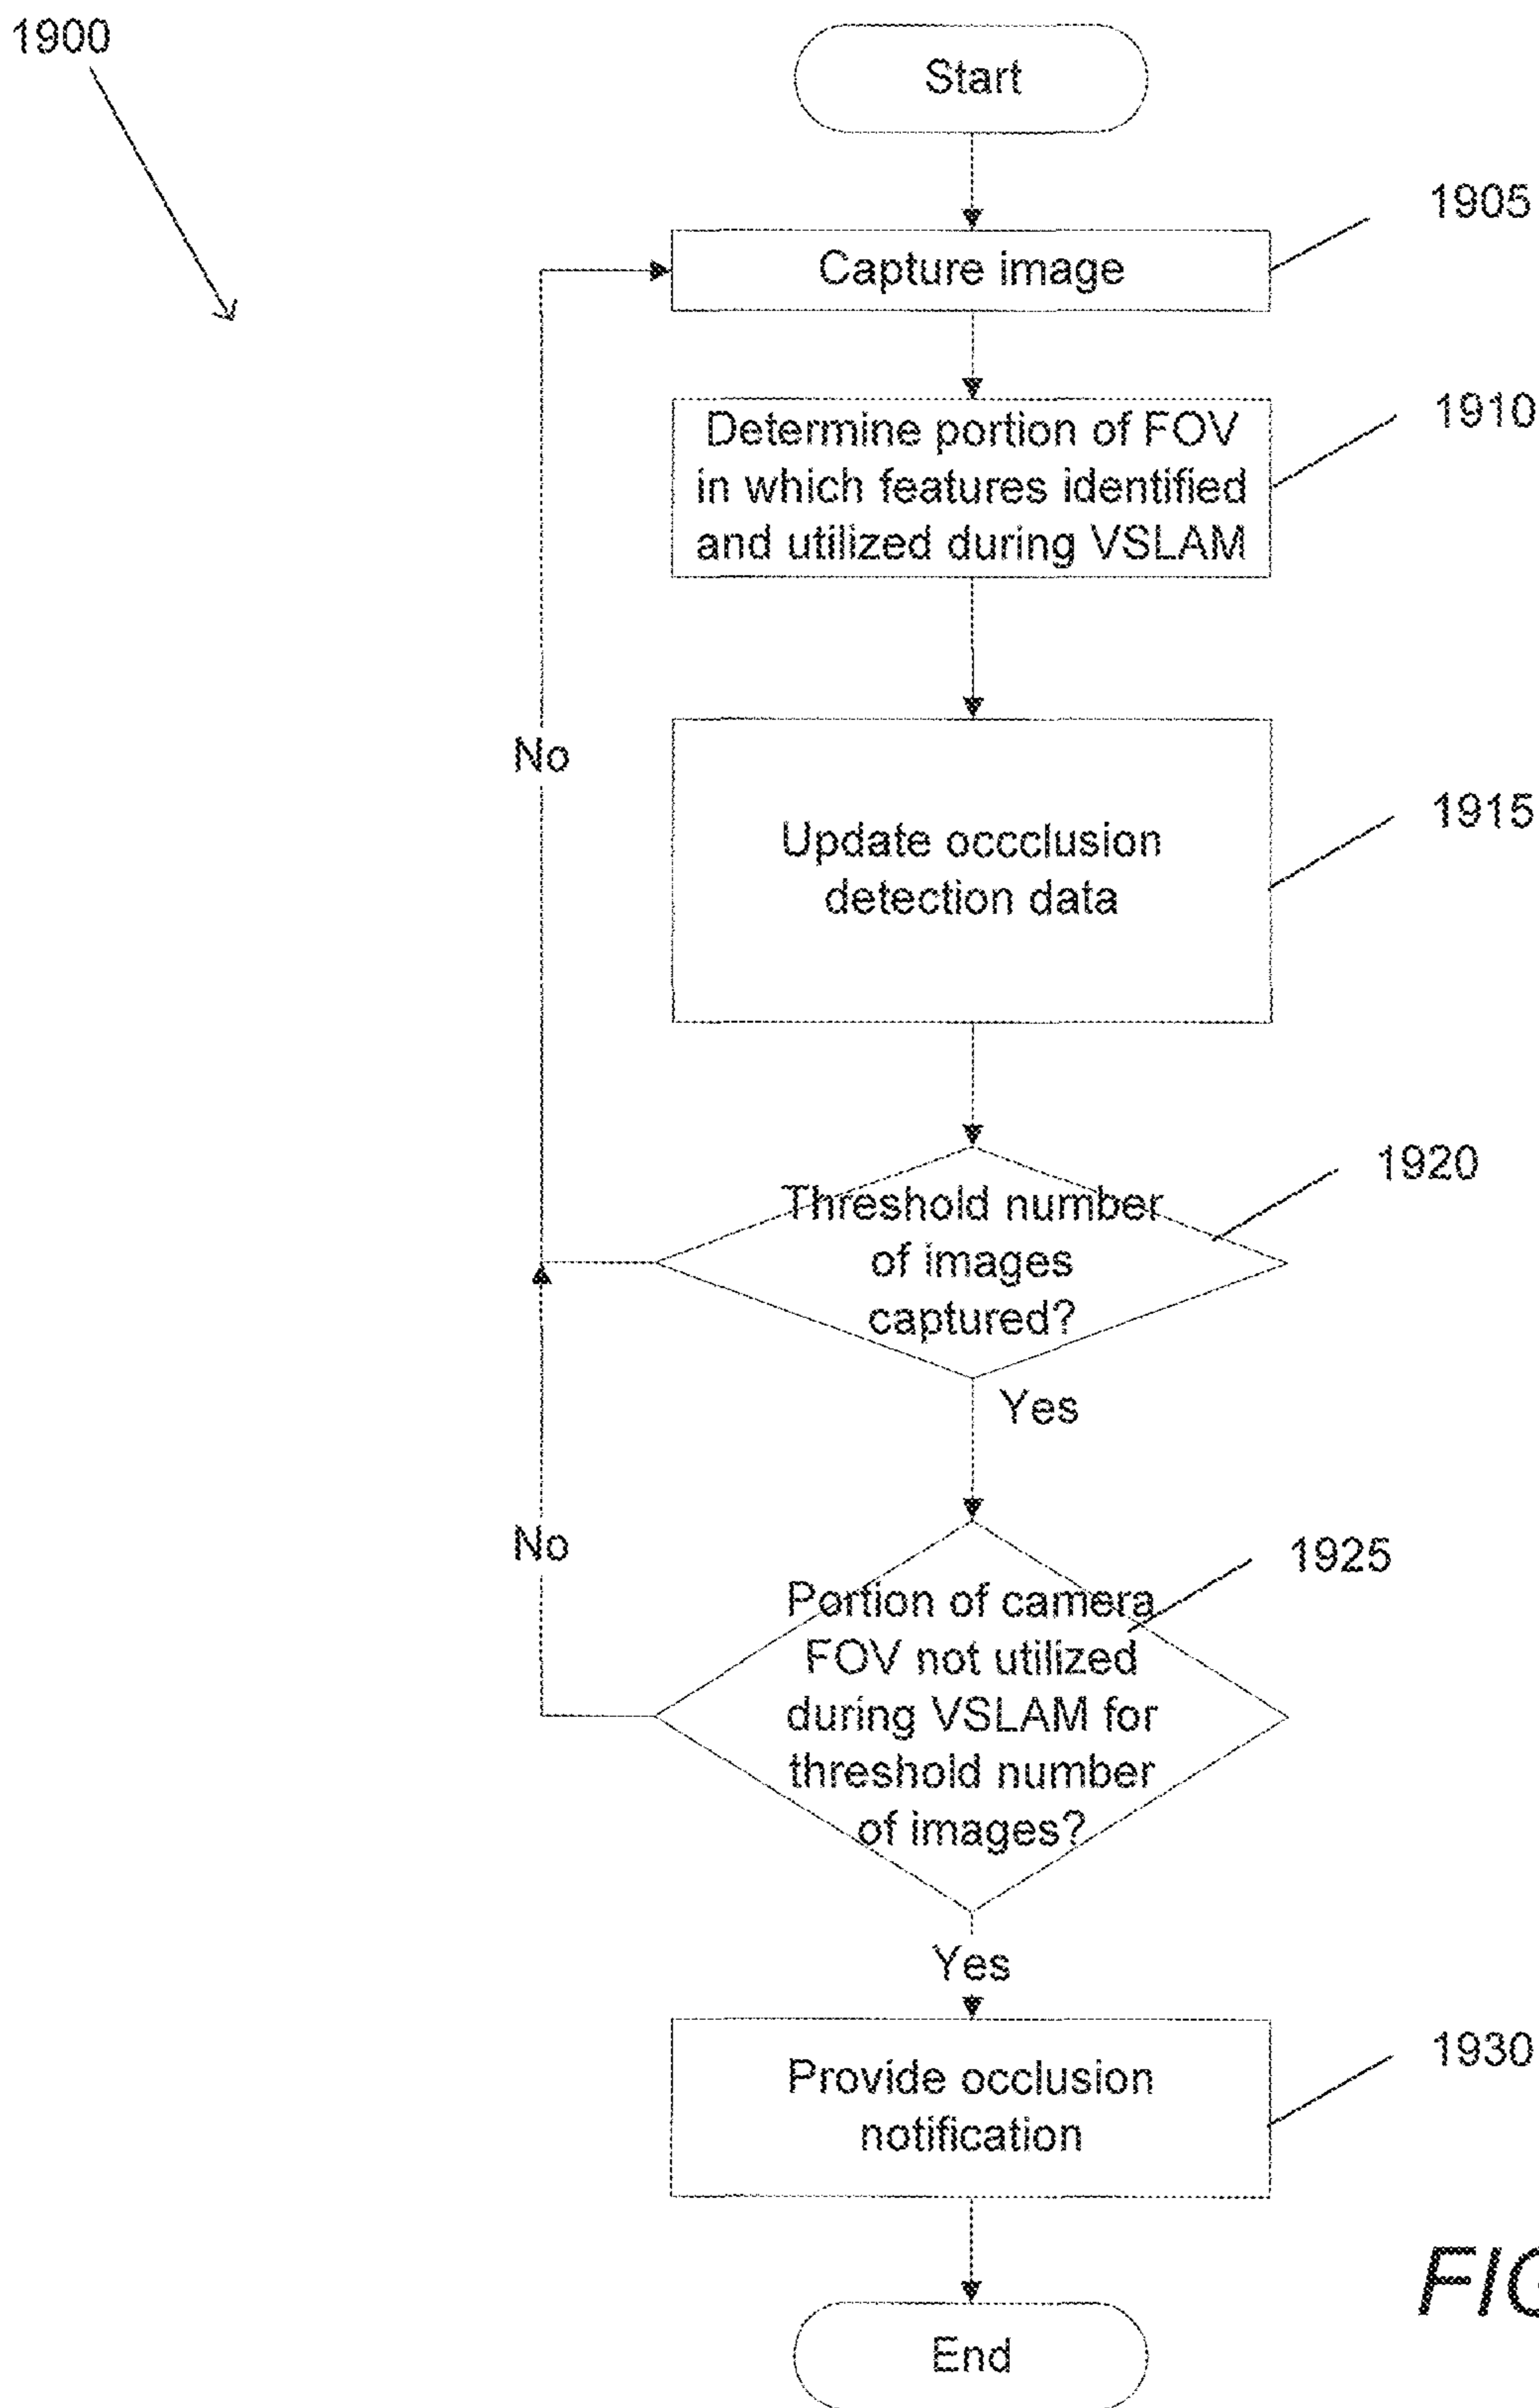 1900
Start
1905
Capture image
1910
Determine portion of FOV
in which features identified
and utilized during VSLAM
No
1915
Update occclusion
detection data
1920
Threshold number
of images
captured?
Yes
No
1925
Portion of camera
FOV not utilized
during VSLAM for
threshold number
of images?
Yes
1930
Provide occlusion
notification
FIG
End